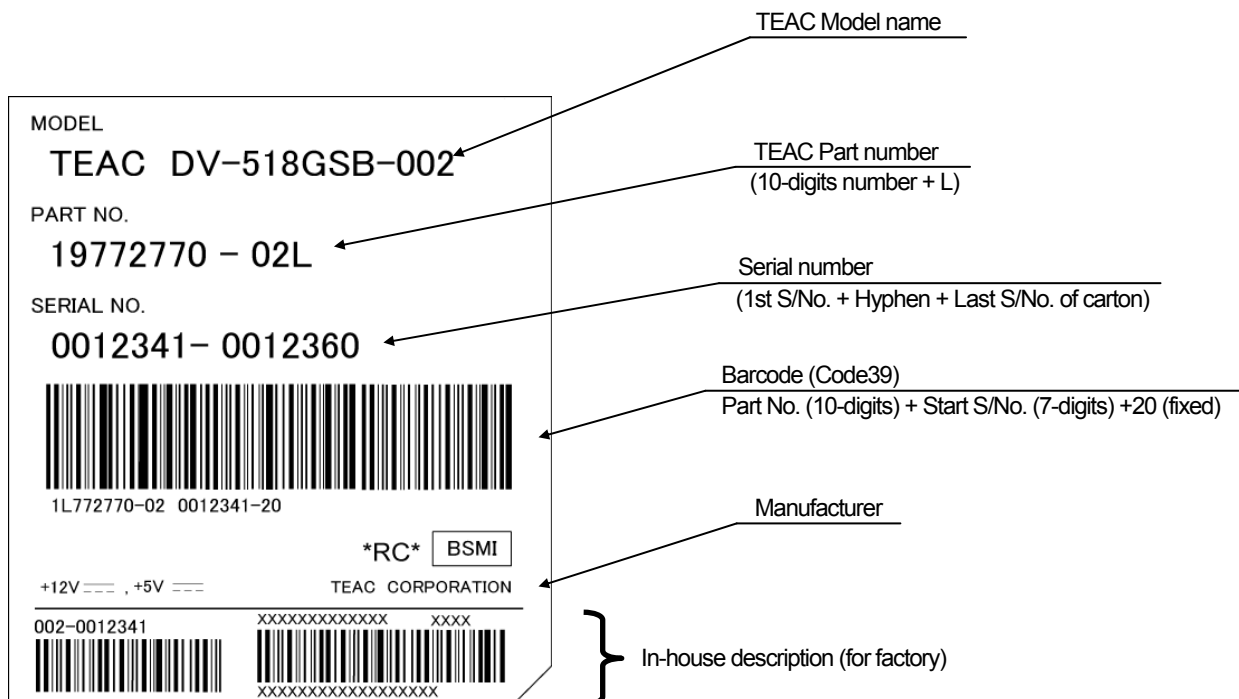 TEAC Model name
MODEL
TEAC DV-518GSB-002
TEAC Part number
(10-digits number + L)
PART NO.
19772770 - 02L
Serial number
(1st S/No. + Hyphen + Last S/No. of carton)
SERIAL NO.
0012341- 0012360
Barcode (Code39)
Part No. (10-digits) + Start S/No. (7-digits) +20 (fixed)
1L772770-02 0012341-20
Manufacturer
*RC* BSMI
+12V , +5V TEAC CORPORATION
002-0012341
XXXXXXXXXXXXX XXXX
XXXXXXXXXXXXXXXXXX
In-house description (for factory)